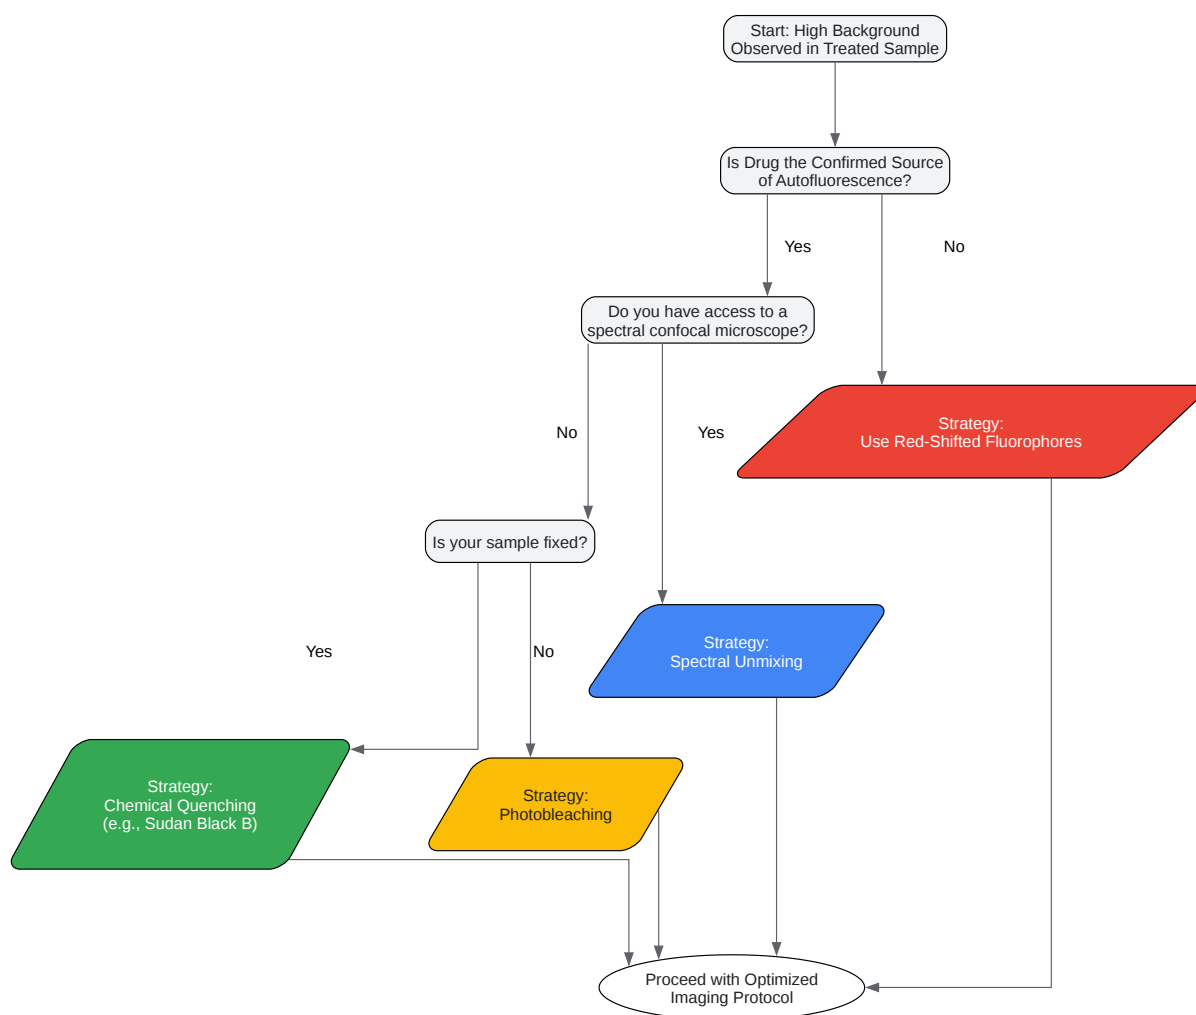 Start: High Background
Observed in Treated Sample
Is Drug the Confirmed Source
of Autofluorescence?
Yes
No
Do you have access to a
spectral confocal microscope?
No
Yes
Strategy:
Use Red-Shifted Fluorophores
Is your sample fixed?
Yes
No
Strategy:
Spectral Unmixing
Strategy:
Chemical Quenching
(e.g., Sudan Black B)
Strategy:
Photobleaching
Proceed with Optimized
Imaging Protocol